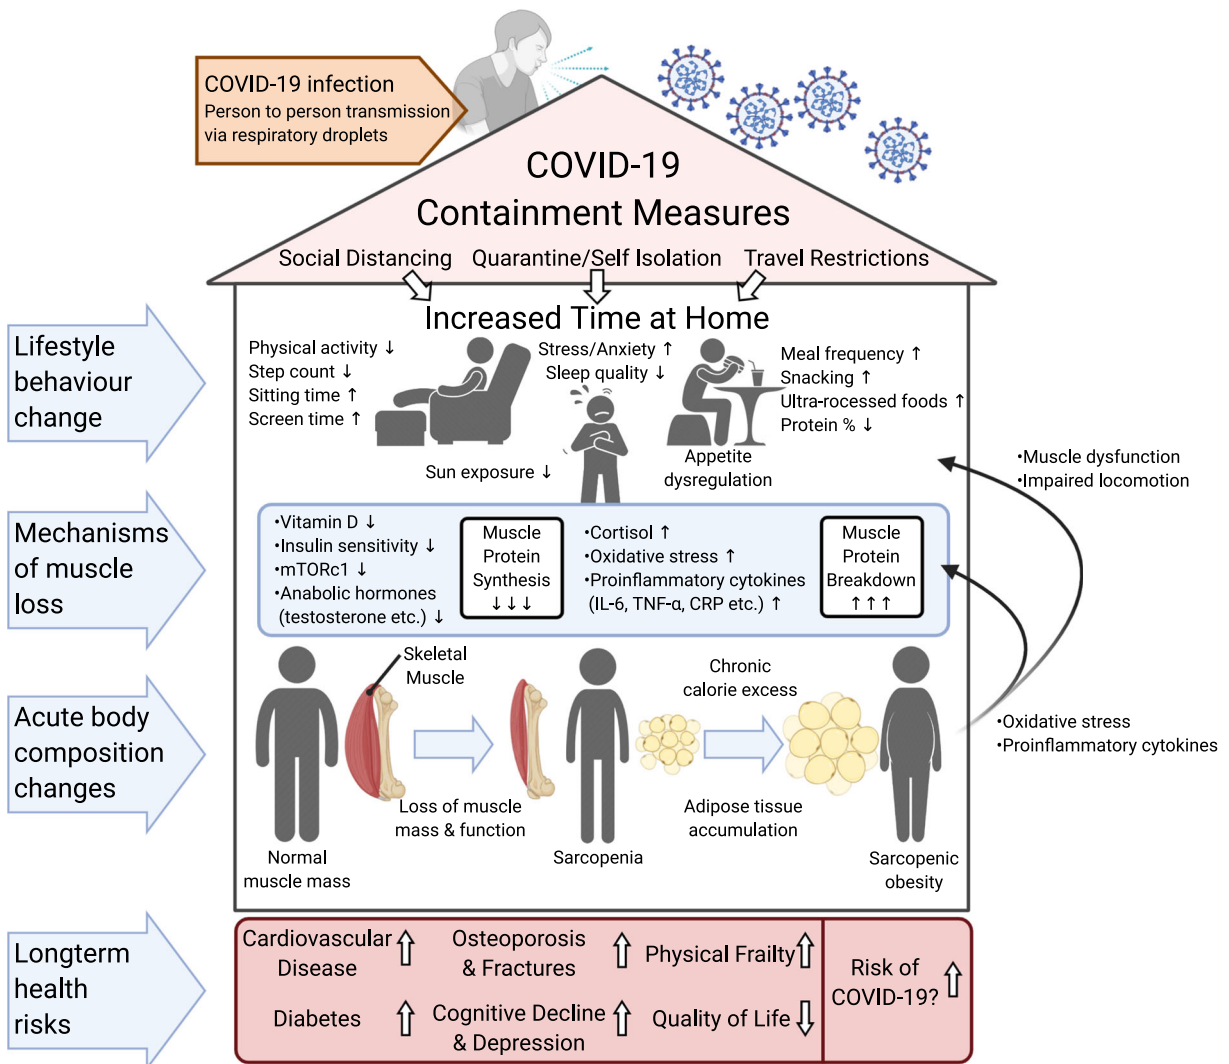 COVID-19 infection
Person to person transmission
via respiratory droplets
COVID-19
Containment Measures
Social Distancing
Quarantine/Self Isolation
Travel Restrictions
Increased Time at Home
Lifestyle
behaviour
change
Physical activity ↓
Step count ↓
Sitting time ↑
Screen time ↑
Stress/Anxiety ↑
Sleep quality ↓
Meal frequency ↑
Snacking ↑
Ultra-rocessed foods ↑
Protein % ↓
Sun exposure ↓
Appetite
dysregulation
•Muscle dysfunction
•Impaired locomotion
Mechanisms
of muscle
loss
•Vitamin D ↓
•Insulin sensitivity ↓
•mTORc1 ↓
•Anabolic hormones
(testosterone etc.) ↓
Muscle
Protein
Synthesis
↓↓↓
•Cortisol ↑
•Oxidative stress ↑
•Proinflammatory cytokines
(IL-6, TNF-α, CRP etc.) ↑
Muscle
Protein
Breakdown
↑↑↑
Acute body
composition
changes
Skeletal
Muscle
Chronic
calorie excess
•Oxidative stress
•Proinflammatory cytokines
Loss of muscle
mass & function
Adipose tissue
accumulation
Normal
muscle mass
Sarcopenia
Sarcopenic
obesity
Longterm
health
risks
Cardiovascular
Disease
Osteoporosis
& Fractures
Physical Frailty
Diabetes
Cognitive Decline
& Depression
Quality of Life
Risk of
COVID-19?